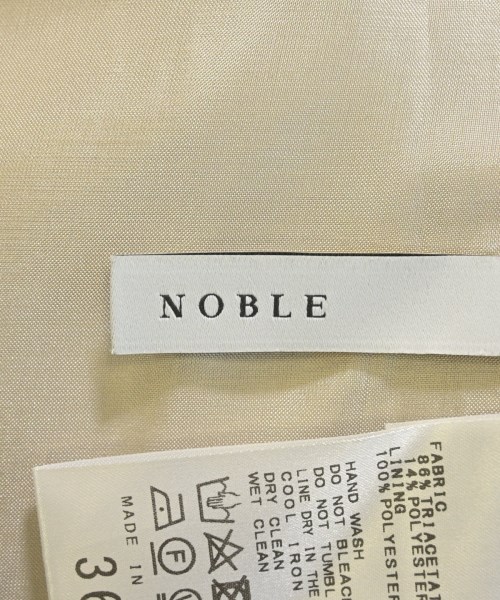 NOBLE
FABRIC
86% TRIACETAT
14% POLYESTER
LINING
100% POLYESTER
HAND WASH
DO NOT BLEAC
DO NOT TUMBL
LINE DRY IN THE
COOL IRON
DRY CLEAN
WET CLEAN
F
MADE IN